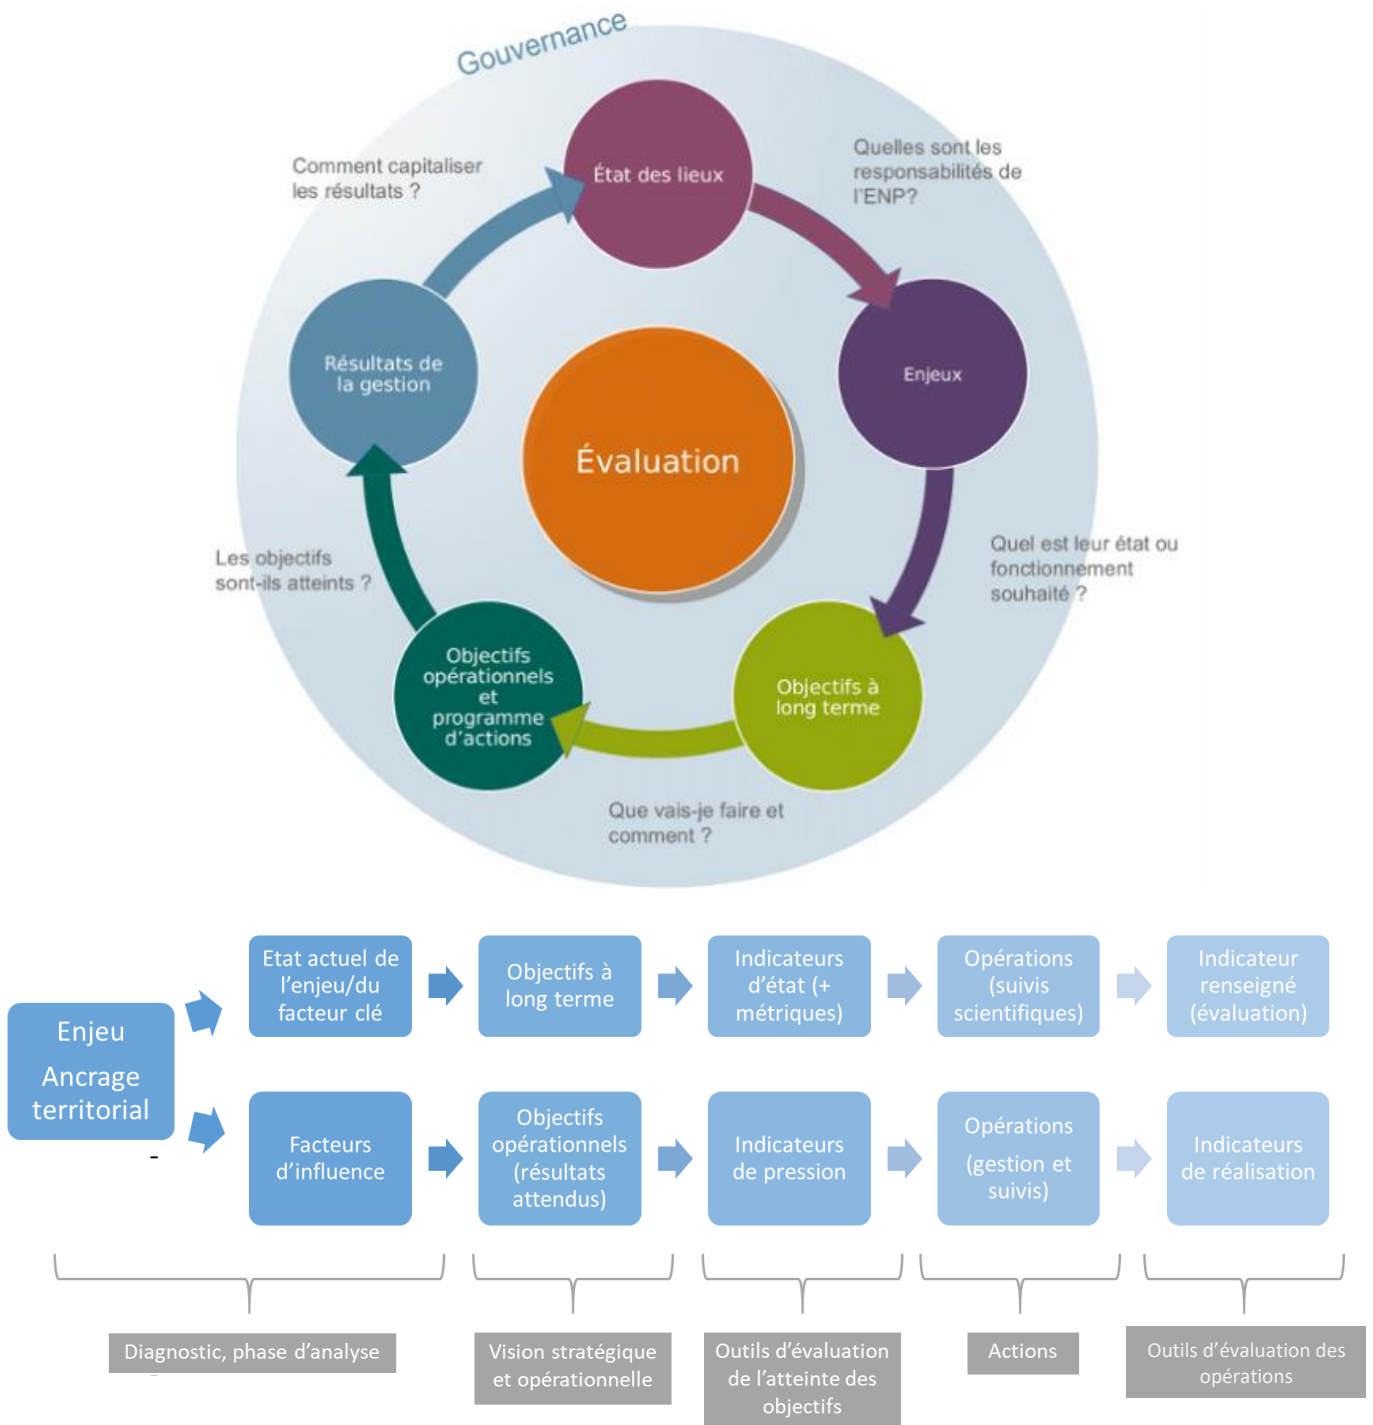 Gouvernance
État des lieux
Comment capitaliser
les résultats ?
Quelles sont les
responsabilités de
l'ENP?
Résultats de
la gestion
Enjeux
Évaluation
Les objectifs
sont-ils atteints ?
Quel est leur état ou
fonctionnement
souhaité ?
Objectifs
opérationnels
et
programme
d'actions
Objectifs à
long terme
Que vais-je faire et
comment ?
Enjeu
Ancrage
territorial
-
Etat actuel de
l'enjeu/du
facteur clé
Objectifs à
long terme
Indicateurs
d'état (+
métriques)
Opérations
(suivis
scientifiques)
Indicateur
renseigné
(évaluation)
Facteurs
d'influence
Objectifs
opérationnels
(résultats
attendus)
Indicateurs
de pression
Opérations
(gestion et
suivis)
Indicateurs
de réalisation
Diagnostic, phase d'analyse
Vision stratégique
et opérationnelle
Outils d'évaluation
de l'atteinte des
objectifs
Actions
Outils d'évaluation des
opérations